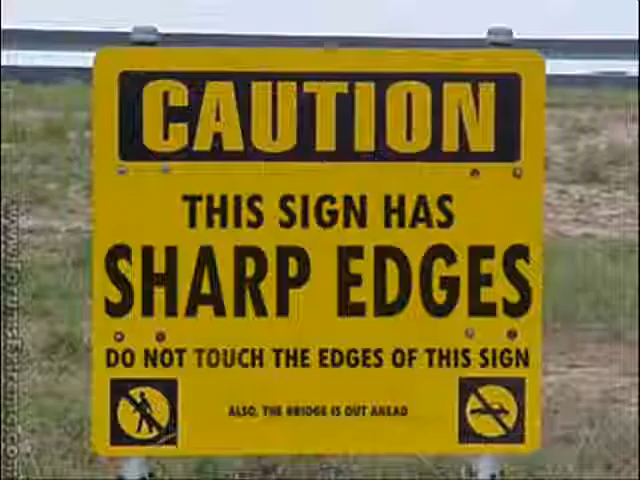 CAUTION
THIS SIGN HAS
SHARP EDGES
DO NOT TOUCH THE EDGES OF THIS SIGN
ALSO, THE BRIDGE IS OUT AHEAD